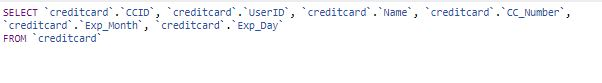 SELECT `creditcard`.`CCID`, `creditcard`.`UserID`, `creditcard`.`Name`, `creditcard`.`CC_Number`,
`creditcard`.`Exp_Month`, `creditcard`.`Exp_Day`
FROM `creditcard`